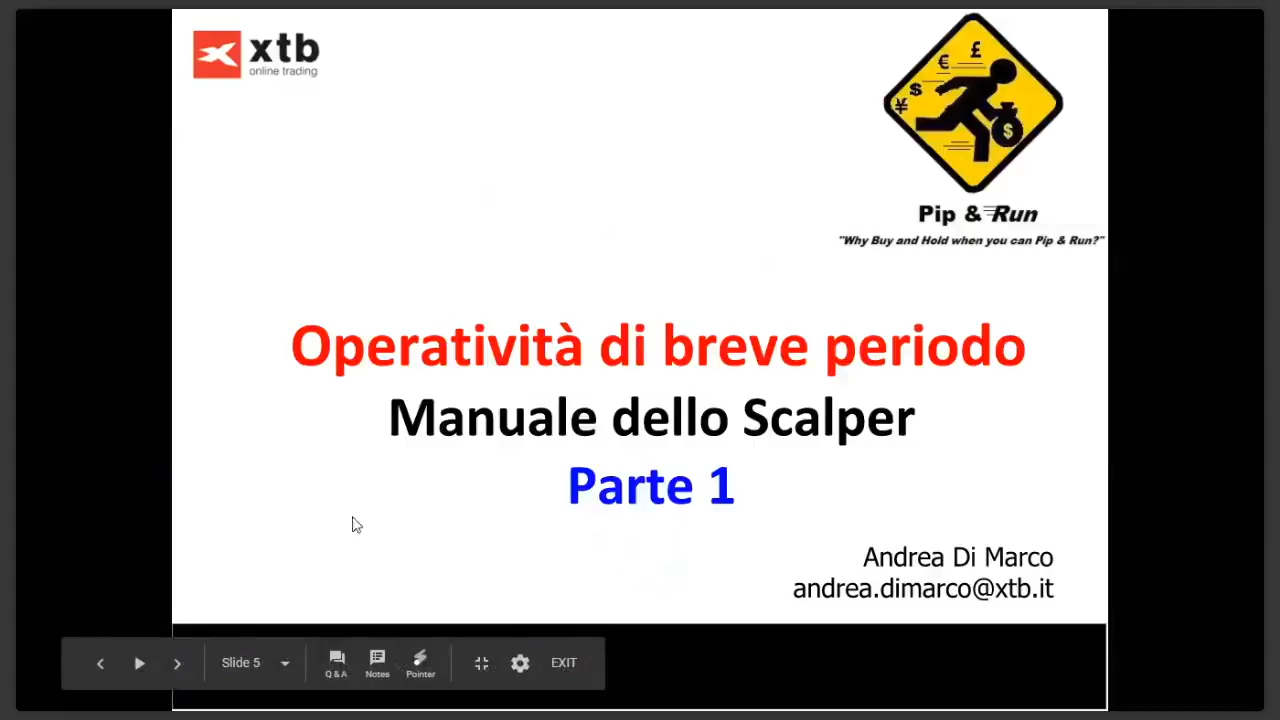 xtb
online trading
€ £
$
¥
$
Pip & Run
"Why Buy and Hold when you can Pip & Run?"
Operatività di breve periodo
Manuale dello Scalper
Parte 1
Andrea Di Marco
andrea.dimarco@xtb.it
Slide 5
Q & A Notes Pointer
EXIT